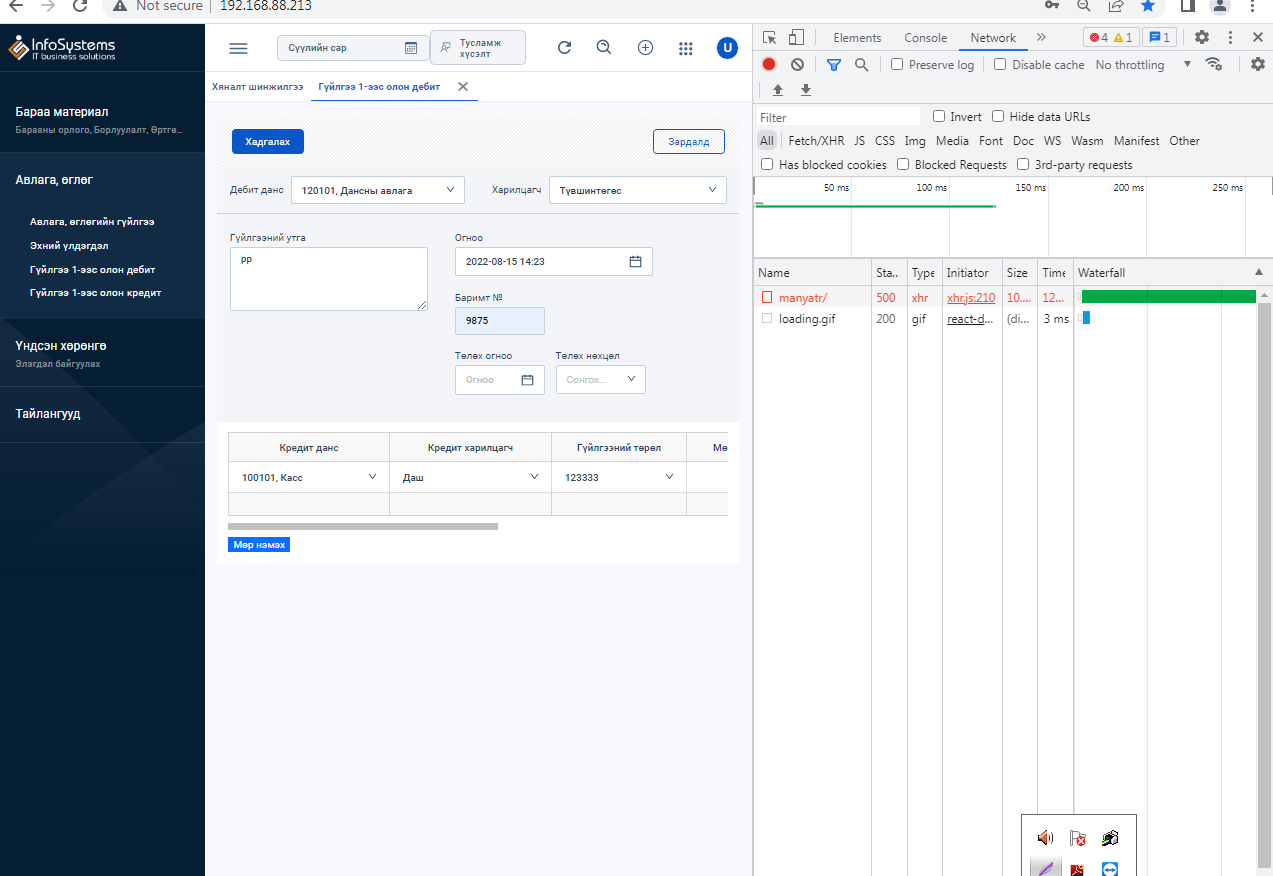 Not secure
192.168.88.213
InfoSystems
IT business solutions
Бараа материал
Барааны орлого, Борлуулалт, Өртгө...
Авлага, өглөг
Авлага, өглөгийн гүйлгээ
Эхний үлдэгдэл
Гүйлгээ 1-ээс олон дебит
Гүйлгээ 1-ээс олон кредит
Үндсэн хөрөнгө
Элэгдэл байгуулах
Тайлангууд
Сүүлийн сар
Тусламж
хүсэлт
U
Хяналт шинжилгээ
Гүйлгээ 1-ээс олон дебит
Хадгалах
Зардалд
Дебит данс
120101, Дансны авлага
Харилцагч
Түвшинтөгөс
Гүйлгээний утга
pp
Огноо
2022-08-15 14:23
Баримт №
9875
Төлөх огноо
Төлөх нөхцөл
Огноо
Сонгох...
Кредит данс
Кредит харилцагч
Гүйлгээний төрөл
Мө
100101, Касс
Даш
123333
Мөр нэмэх
Elements
Console
Network
4
1
1
Preserve log
Disable cache
No throttling
Filter
Invert
Hide data URLs
All
Fetch/XHR
JS
CSS
Img
Media
Font
Doc
WS
Wasm
Manifest
Other
Has blocked cookies
Blocked Requests
3rd-party requests
50 ms
100 ms
150 ms
200 ms
250 ms
Name
Sta..
Type
Initiator
Size
Time
Waterfall
manyatr/
500
xhr
xhr.js:210
10....
12...
loading.gif
200
gif
react-d...
(di...
3 ms